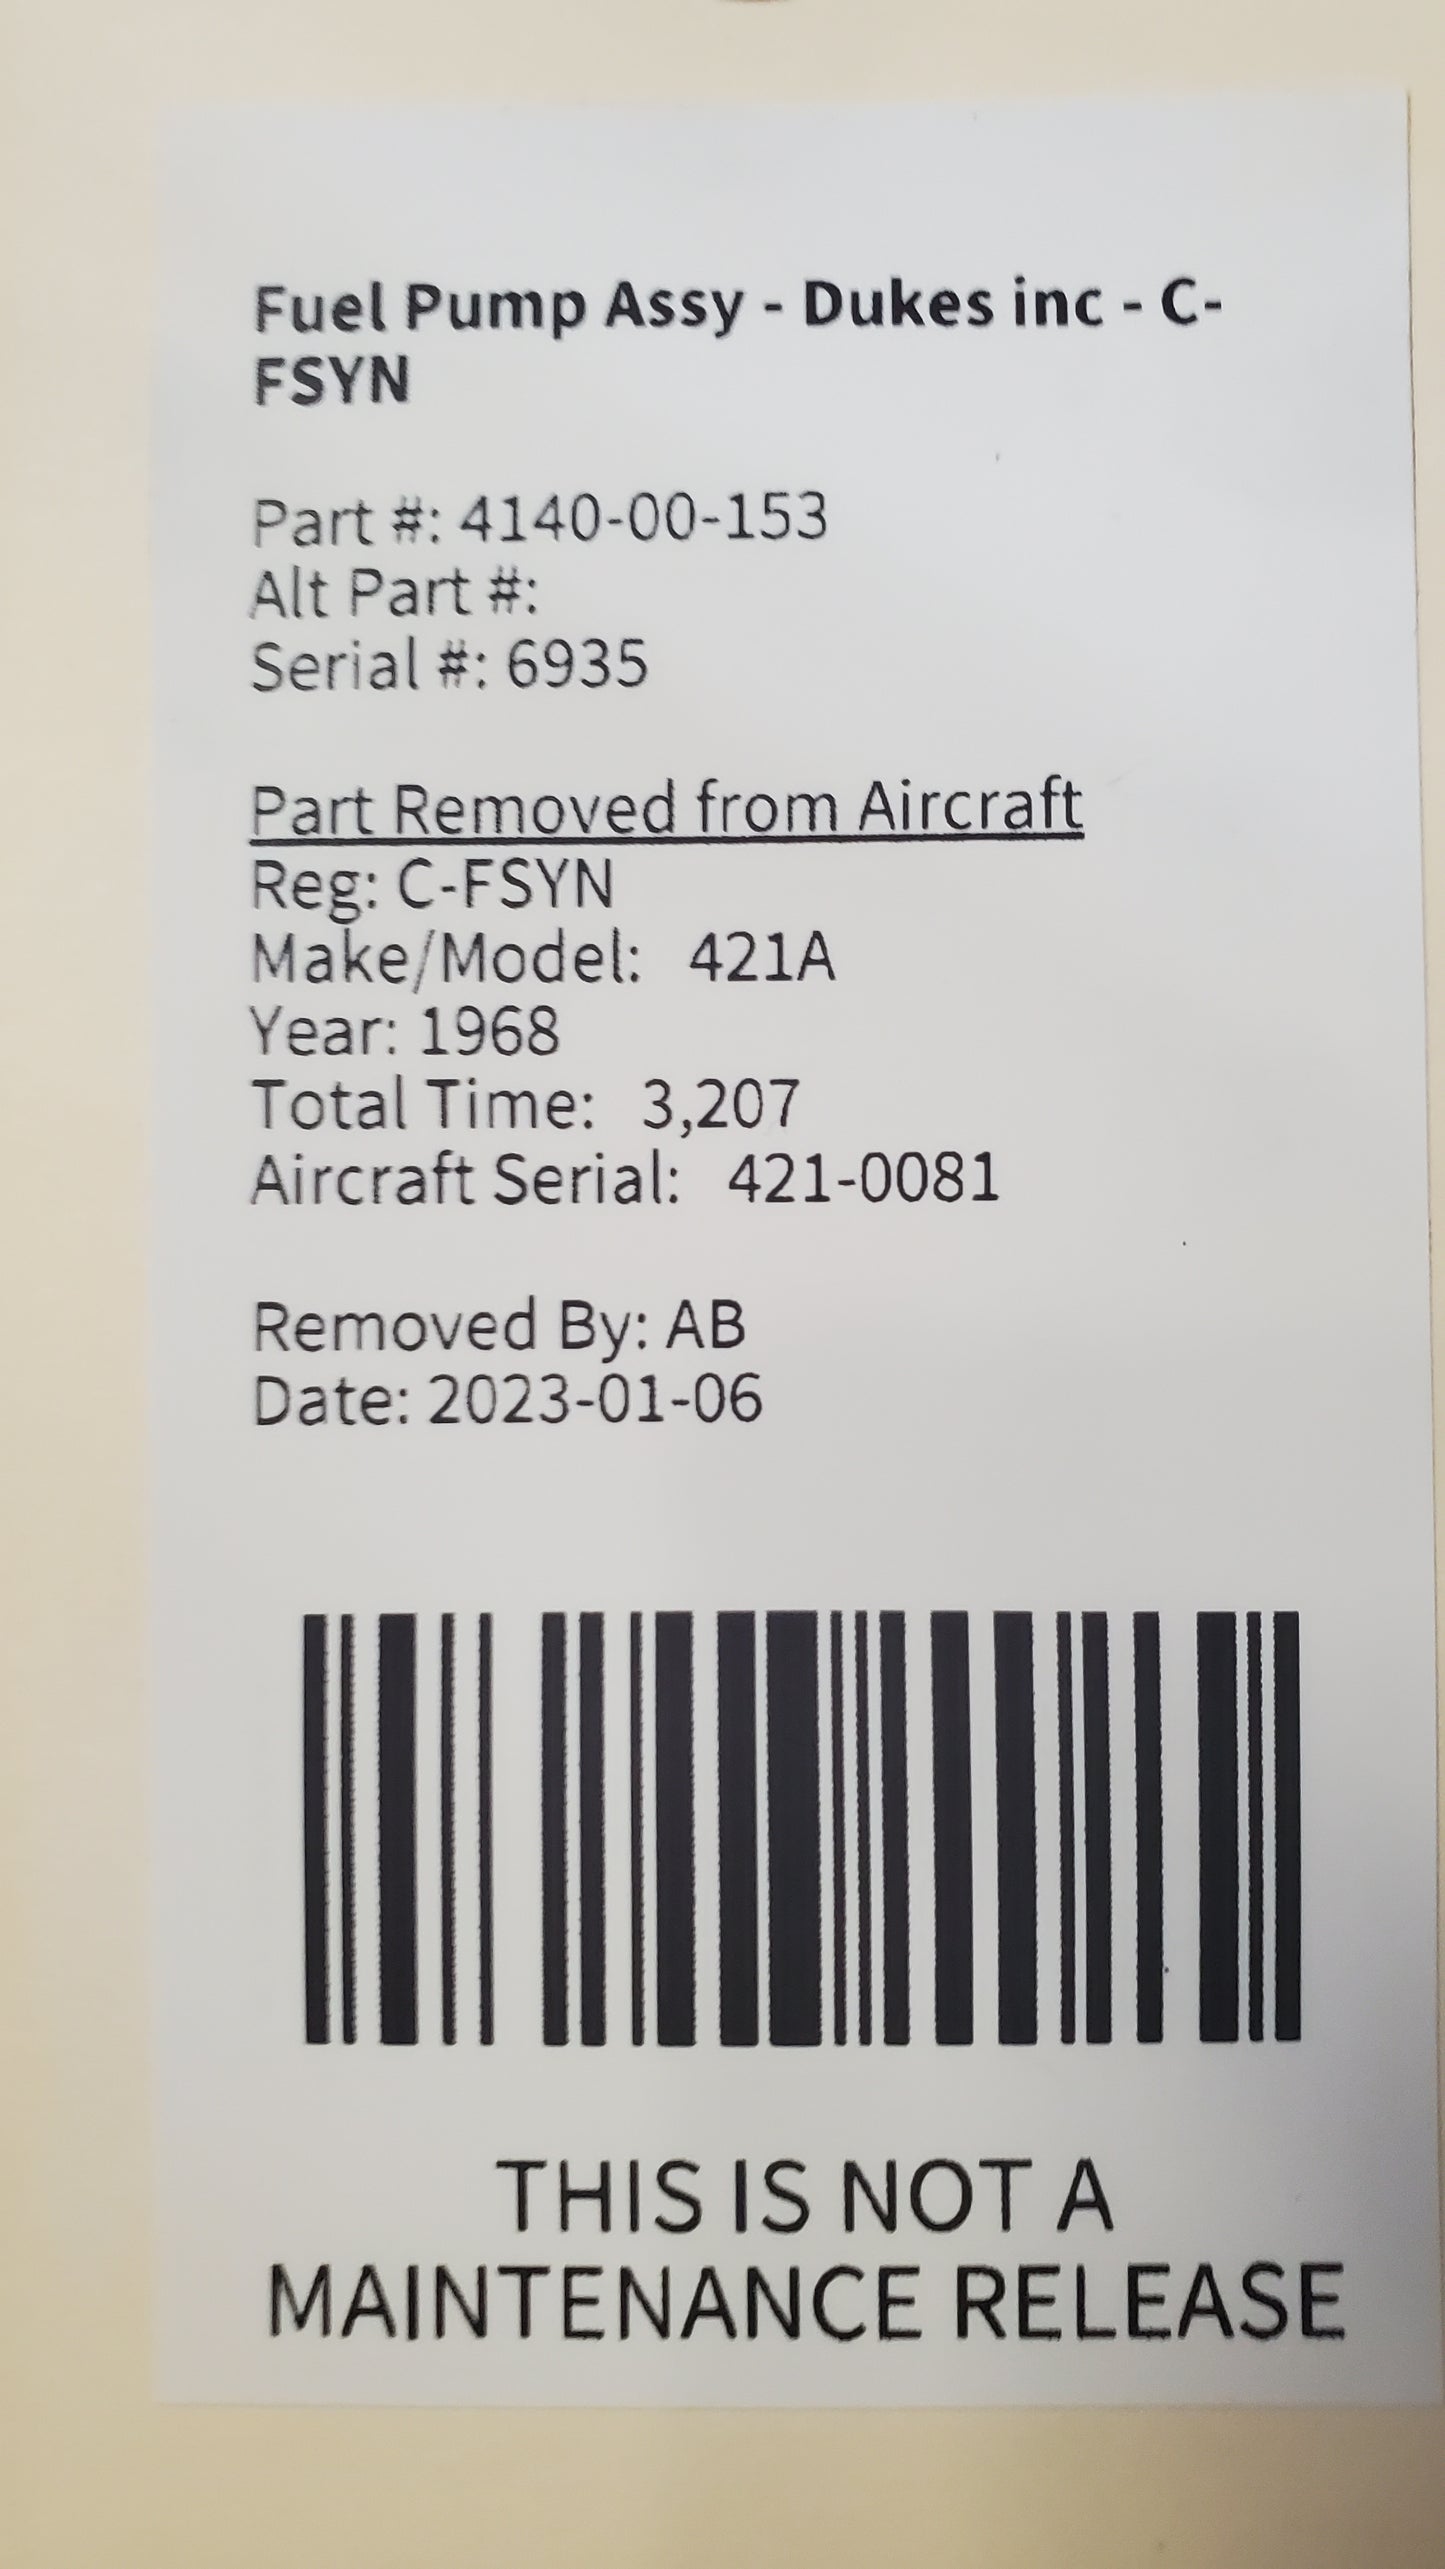 Fuel Pump Assy - Dukes inc - C-
FSYN
Part #: 4140-00-153
Alt Part #:
Serial #: 6935
Part Removed from Aircraft
Reg: C-FSYN
Make/Model: 421A
Year: 1968
Total Time: 3,207
Aircraft Serial: 421-0081
Removed By: AB
Date: 2023-01-06
THIS IS NOT A
MAINTENANCE RELEASE